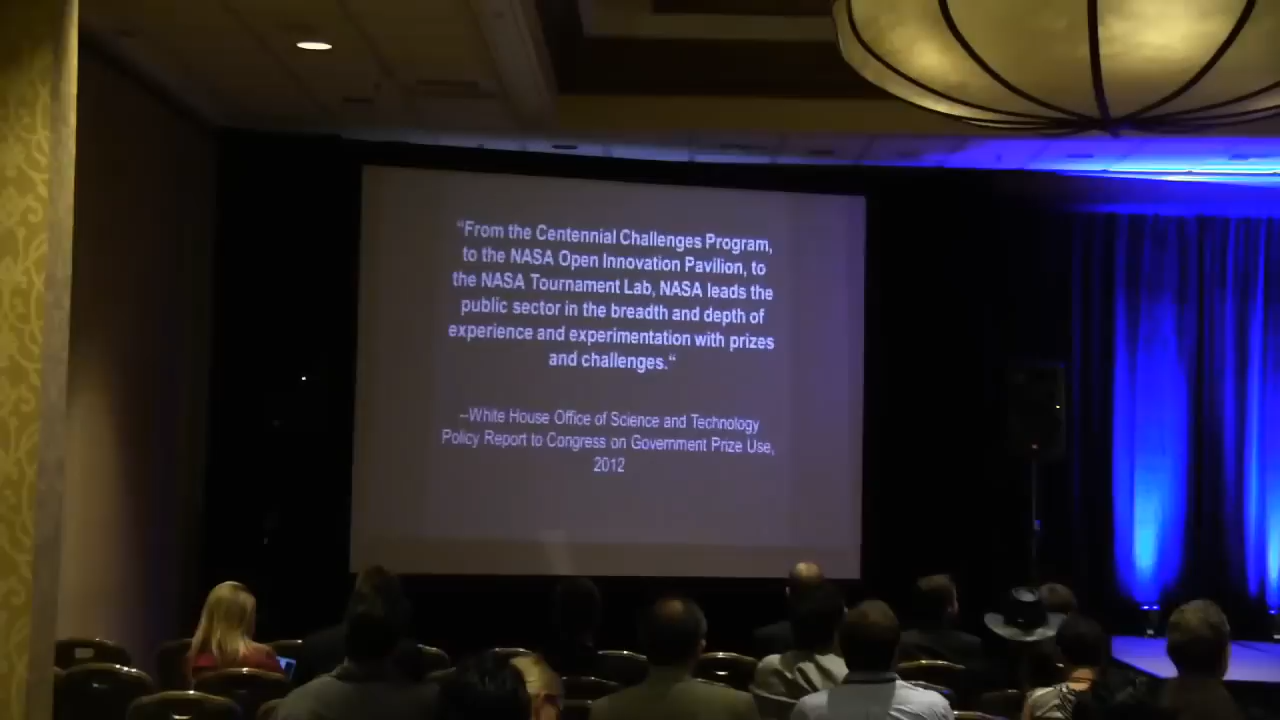 “From the Centennial Challenges Program,
to the NASA Open Innovation Pavilion, to
the NASA Tournament Lab, NASA leads the
public sector in the breadth and depth of
experience and experimentation with prizes
and challenges.“
--White House Office of Science and Technology
Policy Report to Congress on Government Prize Use,
2012